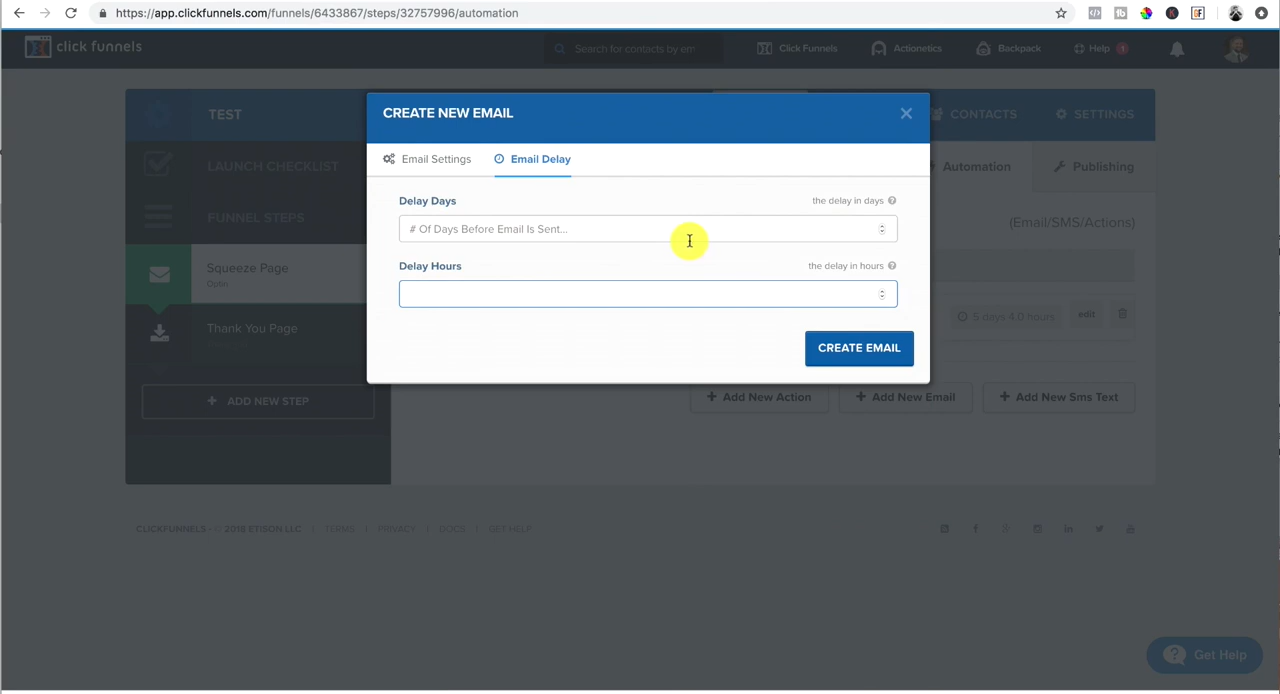 https://app.clickfunnels.com/funnels/6433867/steps/32757996/automation
click funnels
Search for contacts by em
Click Funnels
Actionetics
Backpack
Help 1
TEST
CREATE NEW EMAIL
CONTACTS
SETTINGS
Email Settings
Email Delay
LAUNCH CHECKLIST
Automation
Publishing
Delay Days
the delay in days
FUNNEL STEPS
# Of Days Before Email Is Sent...
(Email/SMS/Actions)
Squeeze Page
Optin
Delay Hours
the delay in hours
5 days 4.0 hours
edit
Thank You Page
CREATE EMAIL
+ ADD NEW STEP
+ Add New Action
+ Add New Email
+ Add New Sms Text
CLICKFUNNELS - © 2018 ETISON LLC | TERMS | PRIVACY | DOCS | GET HELP
Get Help